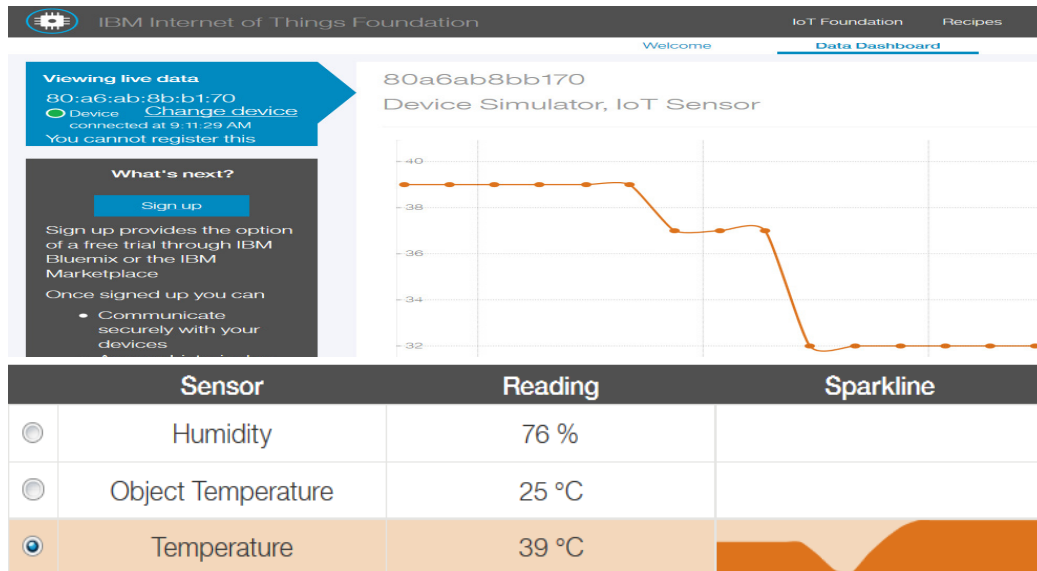 IBM Internet of Things Foundation
IoT Foundation
Recipes
Welcome
Data Dashboard
Viewing live data
80:a6:ab:8b:b1:70
Device Change device
connected at 9:11:29 AM
You cannot register this
What's next?
Sign up
Sign up provides the option
of a free trial through IBM
Bluemix or the IBM
Marketplace
Once signed up you can
• Communicate
securely with your
devices
80a6ab8bb170
Device Simulator, IoT Sensor
40
38
36
34
32
Sensor Reading Sparkline
Humidity 76 %
Object Temperature 25 °C
Temperature 39 °C